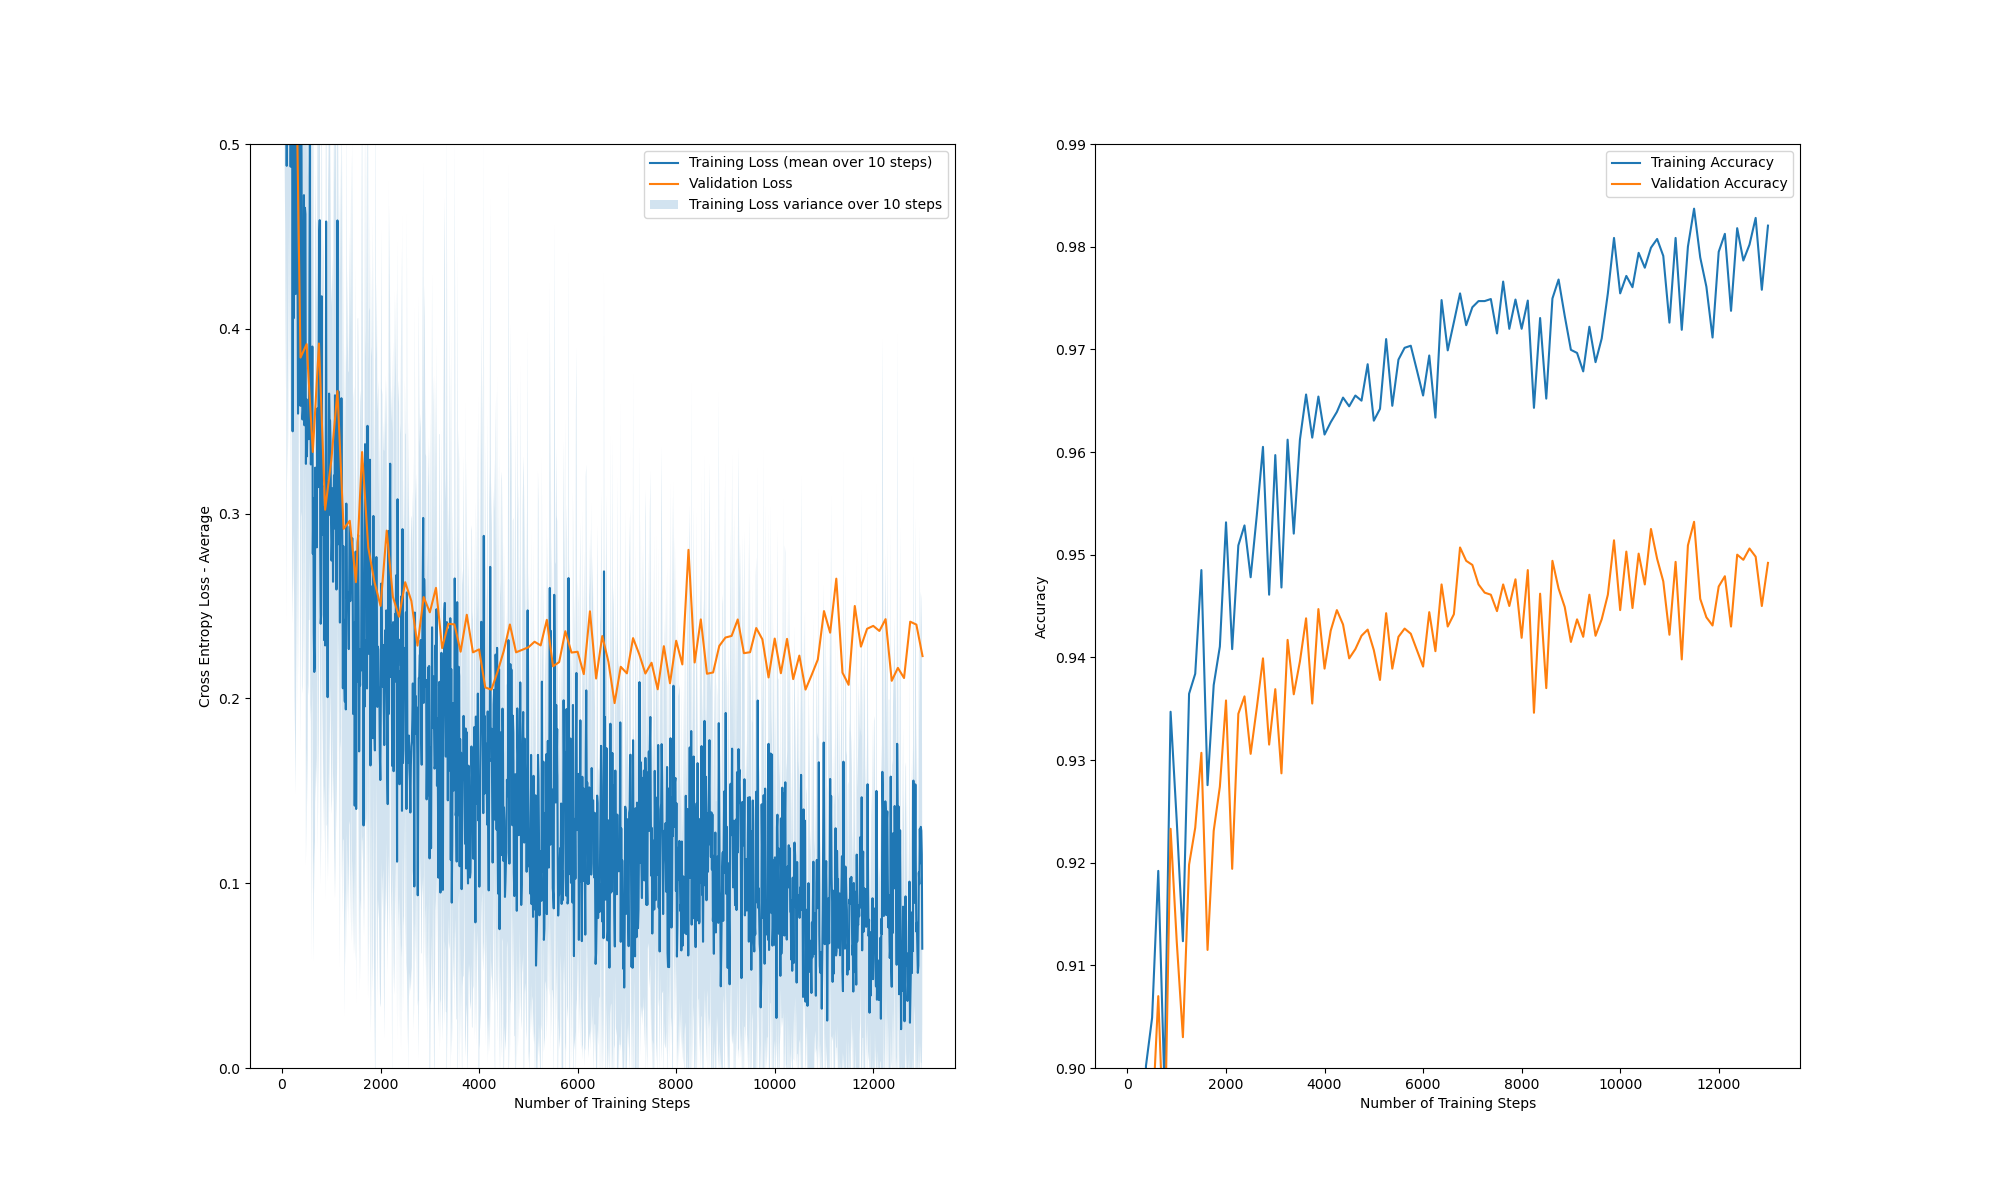 0.5
0.4
0.3
0.2
0.1
0.0
Cross Entropy Loss - Average
Training Loss (mean over 10 steps)
Validation Loss
Training Loss variance over 10 steps
0 2000 4000 6000 8000 10000 12000
Number of Training Steps
0.99
0.98
0.97
0.96
0.95
0.94
0.93
0.92
0.91
0.90
Accuracy
Training Accuracy
Validation Accuracy
0 2000 4000 6000 8000 10000 12000
Number of Training Steps